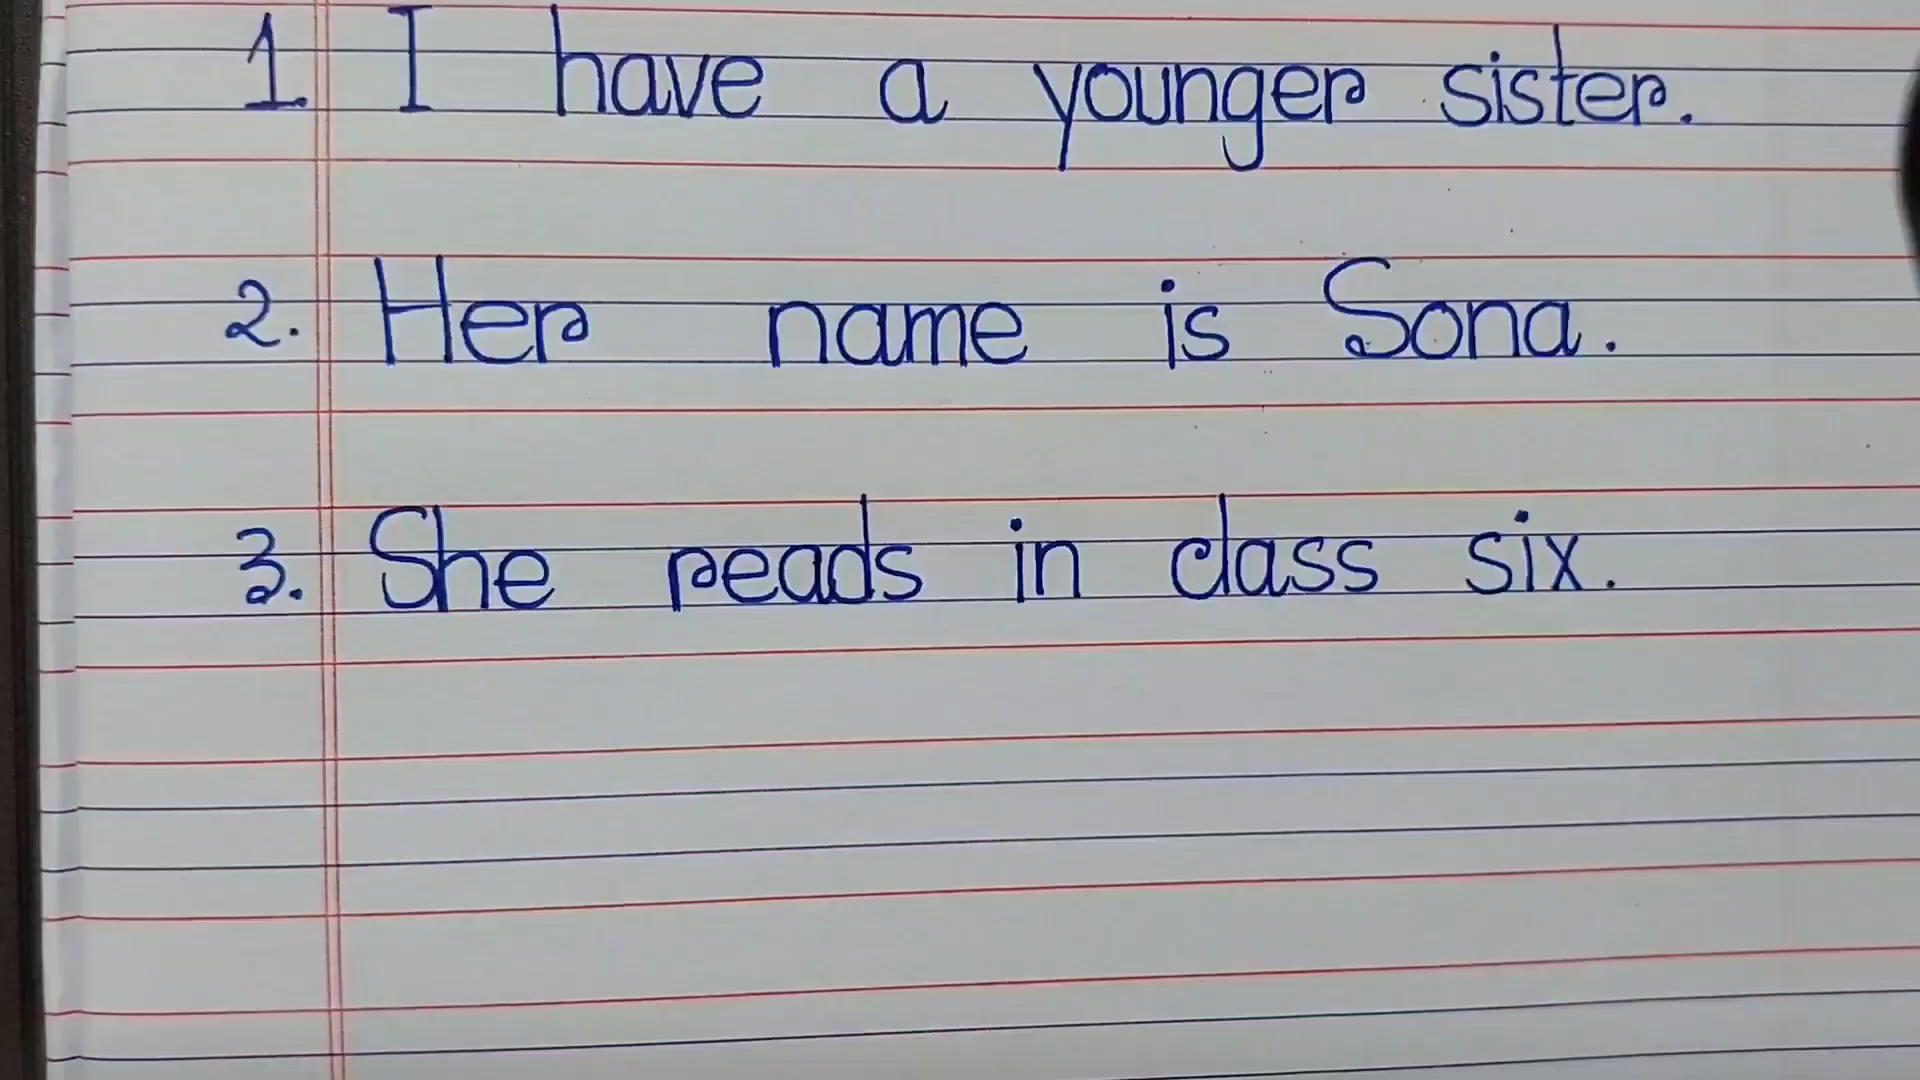 1. I have a younger sister.
2. Her name is Sona.
3. She reads in class six.